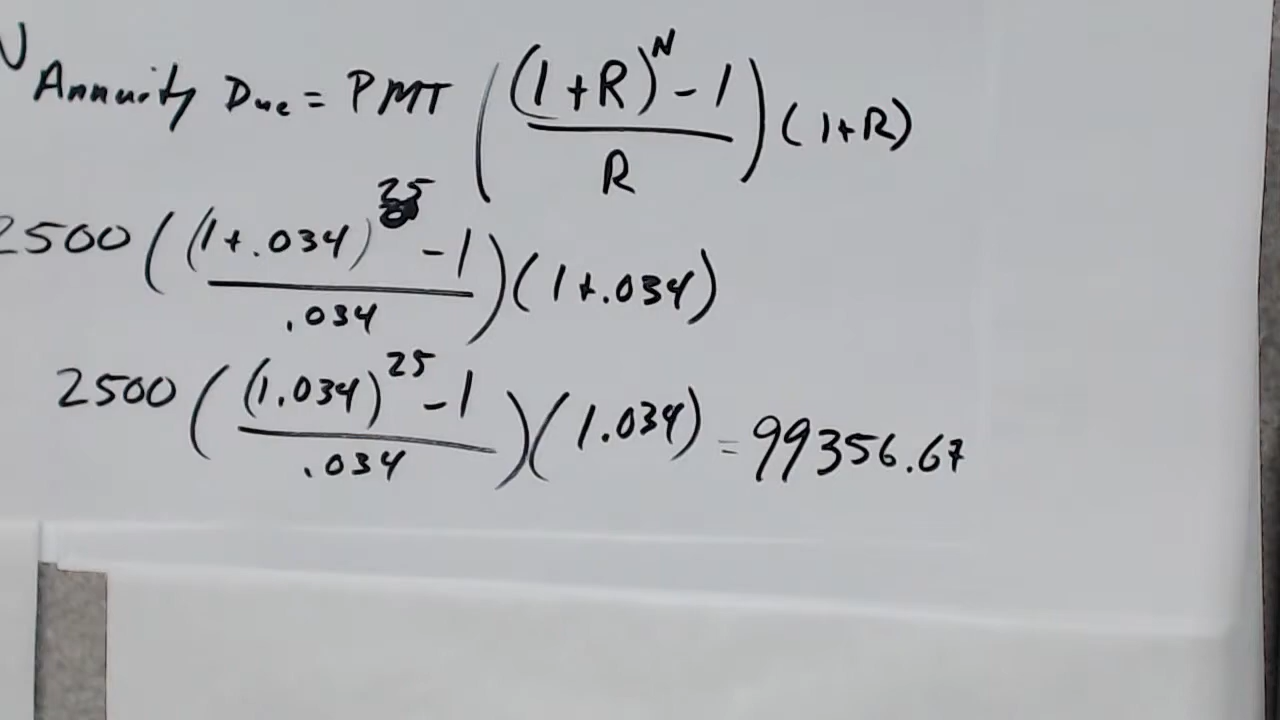 Annuity Due = PMT (((1+R)^N - 1) / R) (1+R)
2500 (((1+.034)^25 - 1) / .034) (1+.034)
2500 (((1.034)^25 - 1) / .034) (1.034) = 99356.67